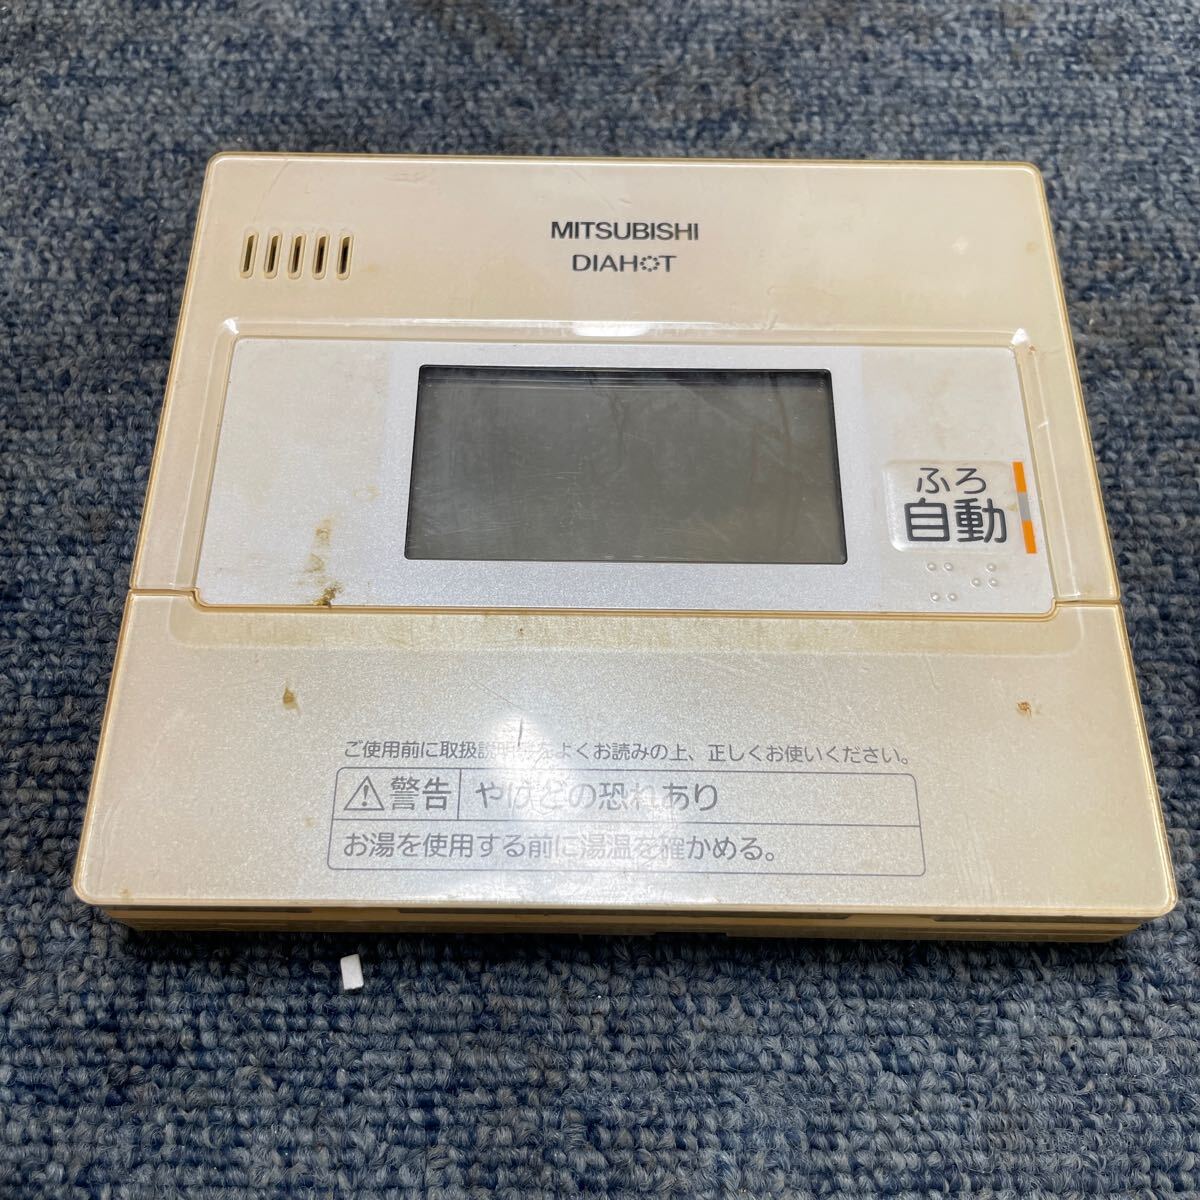 MITSUBISHI
DIAHOT
ふろ
自動
ご使用前に取扱説明書をよくお読みの上、正しくお使いください。
警告 やけどの恐れあり
お湯を使用する前に湯温を確かめる。